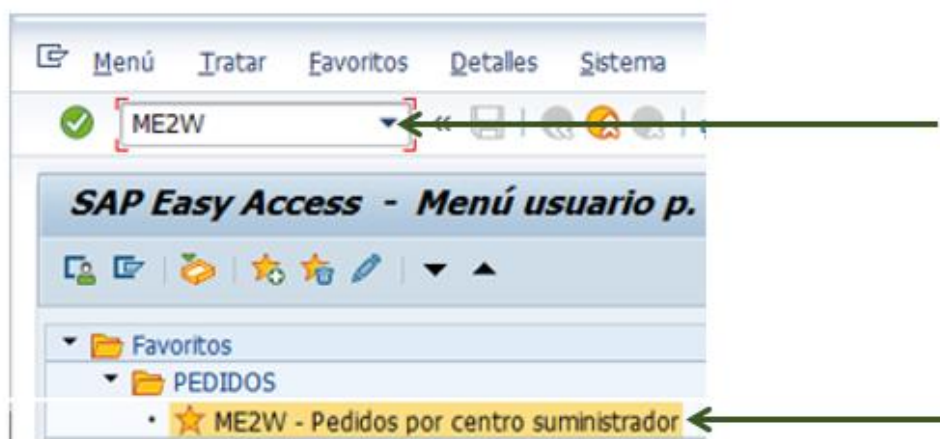 Menú Tratar Favoritos Detalles Sistema
ME2W
SAP Easy Access - Menú usuario p.
Favoritos
PEDIDOS
ME2W - Pedidos por centro suministrador